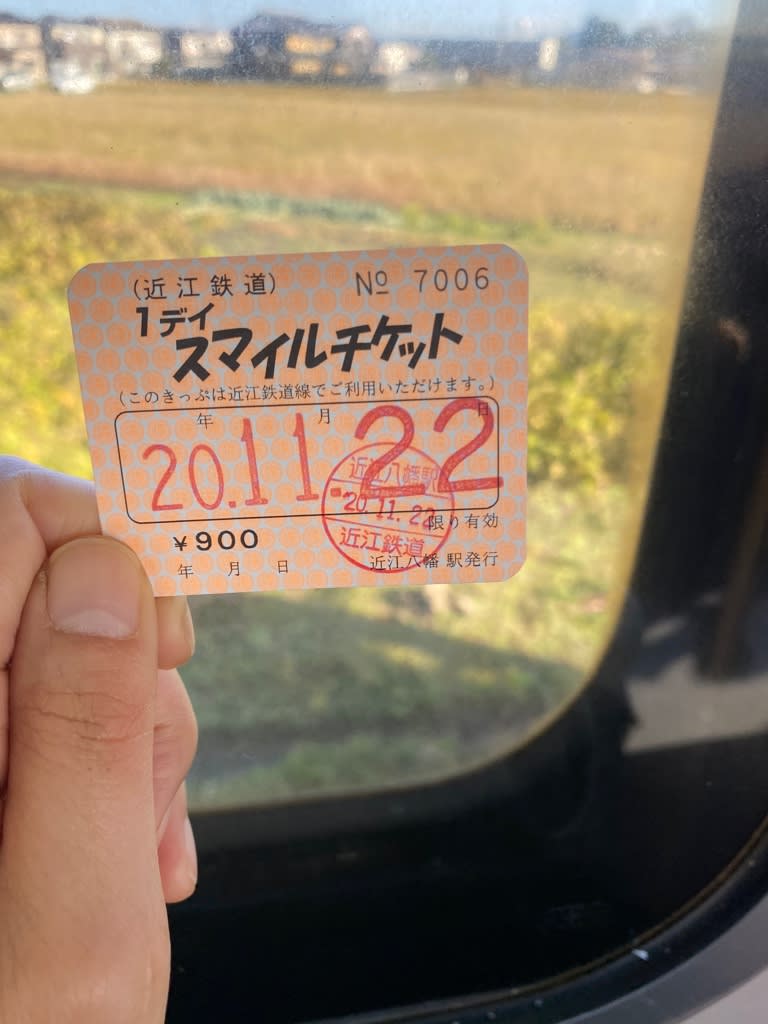 (近江鉄道) № 7006
1デイ
スマイルチケット
(このきっぷは近江鉄道線でご利用いただけます。)
年 月 日
20.11.22
近江八幡駅
20.11.22
近江鉄道
限り有効
¥900
年 月 日 近江八幡 駅発行